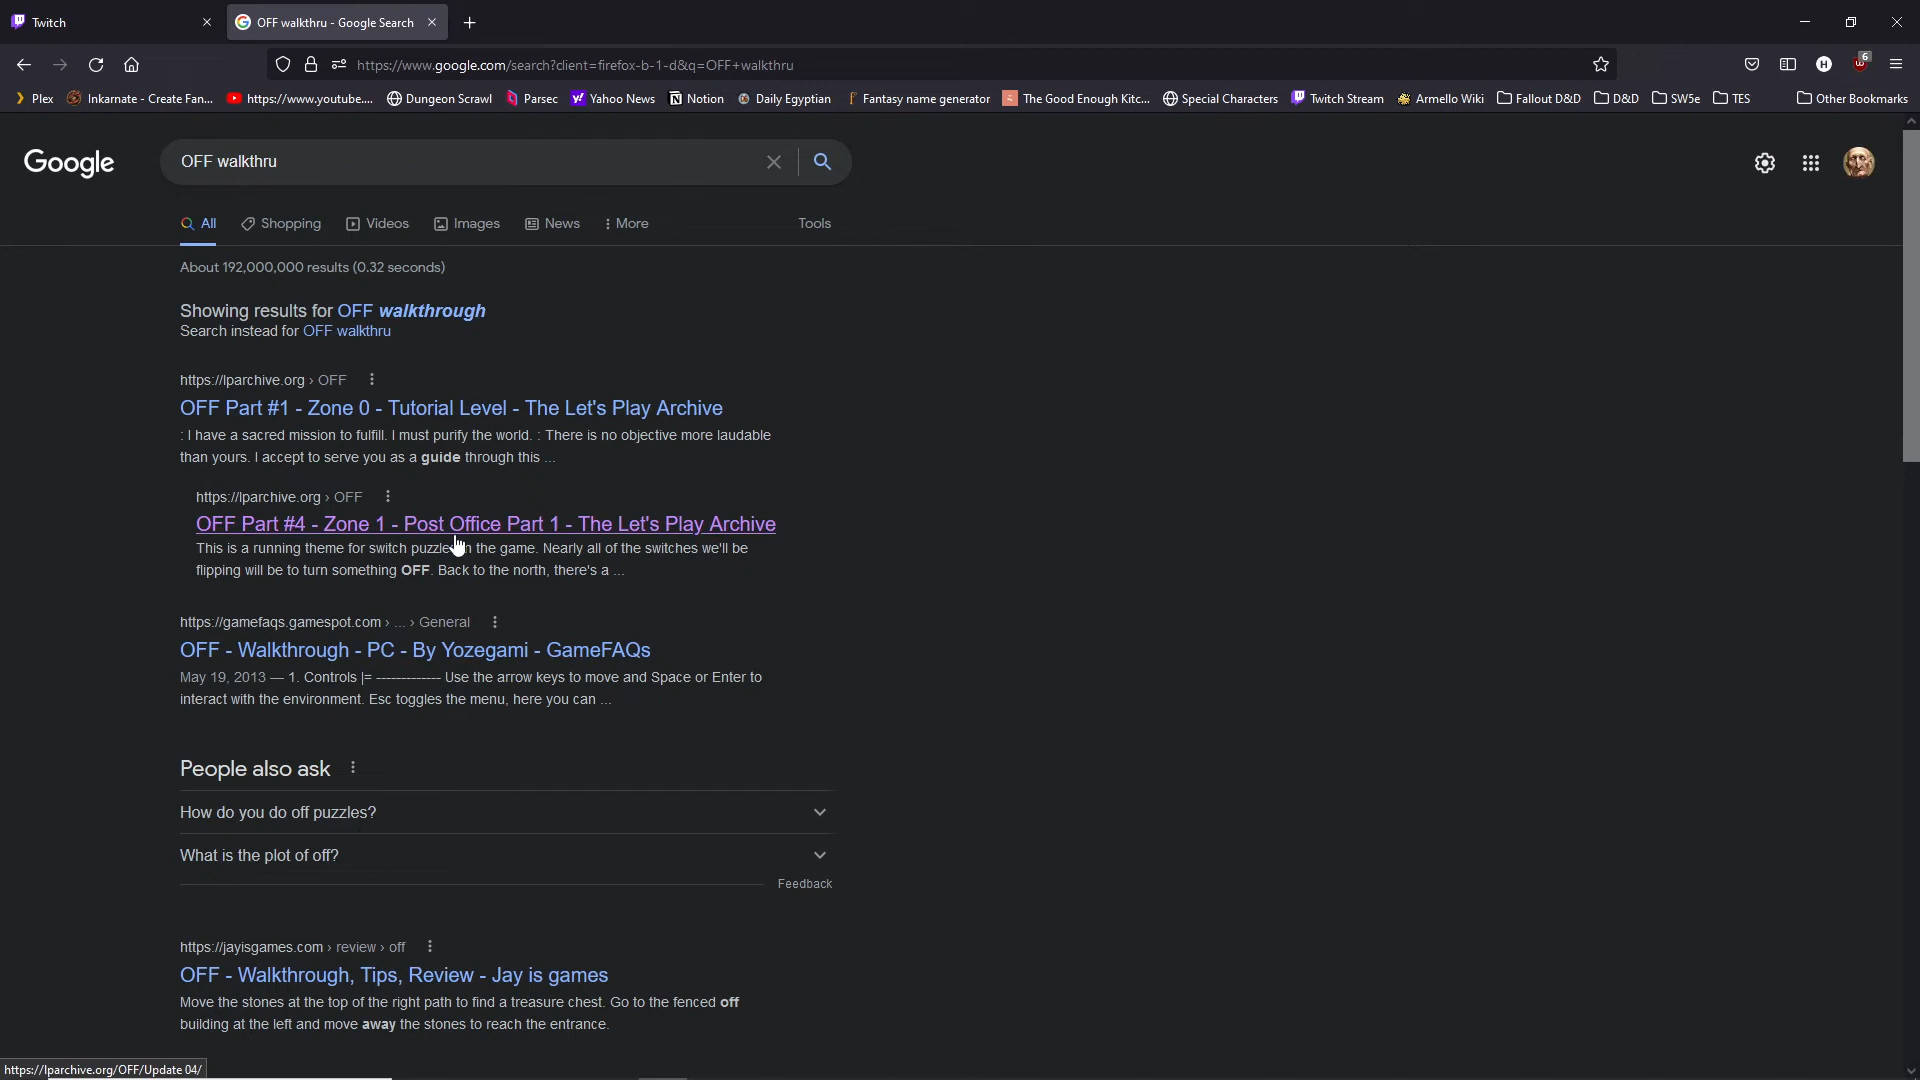 Twitch
OFF walkthru - Google Search
https://www.google.com/search?client=firefox-b-1-d&q=OFF+walkthru
6
H
Plex
Inkarnate - Create Fan...
https://www.youtube....
Dungeon Scrawl
Parsec
Yahoo News
Notion
Daily Egyptian
Fantasy name generator
The Good Enough Kitc...
Special Characters
Twitch Stream
Armello Wiki
Fallout D&D
D&D
SW5e
TES
Other Bookmarks
Google
OFF walkthru
All
Shopping
Videos
Images
News
More
Tools
About 192,000,000 results (0.32 seconds)
Showing results for OFF walkthrough
Search instead for OFF walkthru
https://lparchive.org › OFF
OFF Part #1 - Zone 0 - Tutorial Level - The Let's Play Archive
: I have a sacred mission to fulfill. I must purify the world. : There is no objective more laudable
than yours. I accept to serve you as a guide through this ...
https://lparchive.org › OFF
OFF Part #4 - Zone 1 - Post Office Part 1 - The Let's Play Archive
This is a running theme for switch puzzle in the game. Nearly all of the switches we'll be
flipping will be to turn something OFF. Back to the north, there's a ...
https://gamefaqs.gamespot.com › ... › General
OFF - Walkthrough - PC - By Yozegami - GameFAQs
May 19, 2013 — 1. Controls |= ------------- Use the arrow keys to move and Space or Enter to
interact with the environment. Esc toggles the menu, here you can ...
People also ask
How do you do off puzzles?
What is the plot of off?
Feedback
https://jayisgames.com › review › off
OFF - Walkthrough, Tips, Review - Jay is games
Move the stones at the top of the right path to find a treasure chest. Go to the fenced off
building at the left and move away the stones to reach the entrance.
https://lparchive.org/OFF/Update 04/